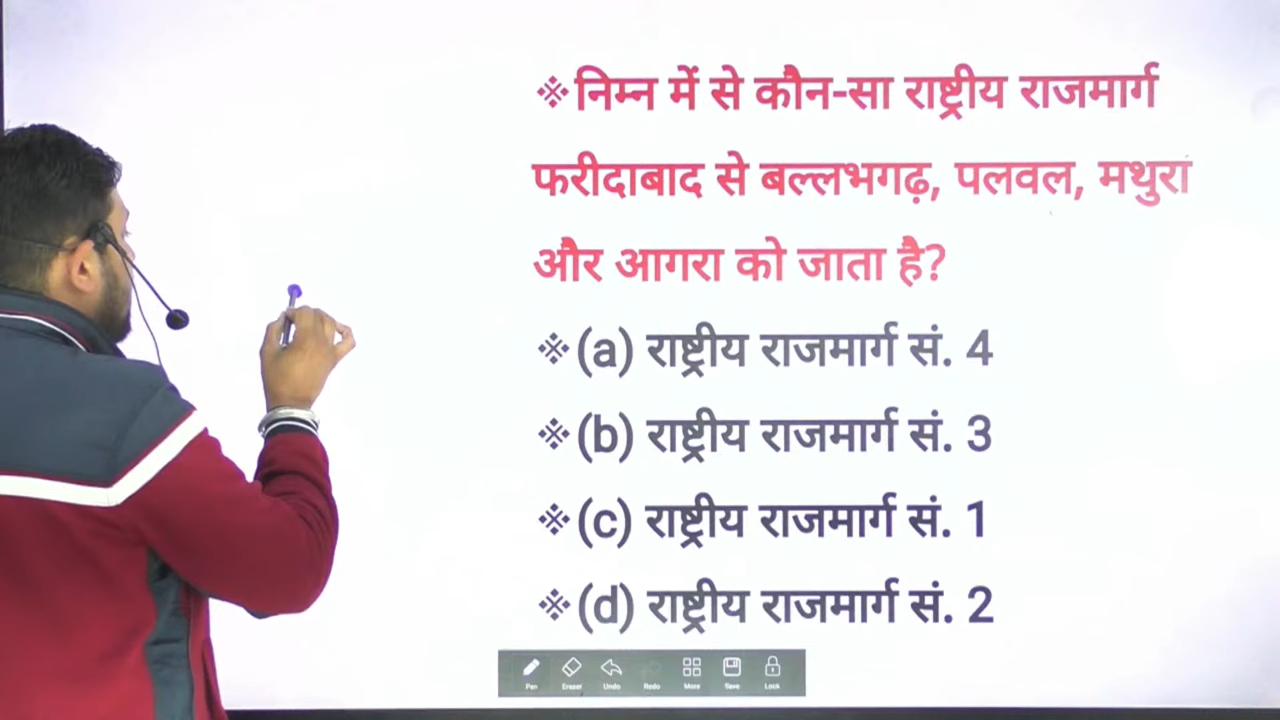 ※निम्न में से कौन-सा राष्ट्रीय राजमार्ग
फरीदाबाद से बल्लभगढ़, पलवल, मथुरा
और आगरा को जाता है?
※(a) राष्ट्रीय राजमार्ग सं. 4
※(b) राष्ट्रीय राजमार्ग सं. 3
※(c) राष्ट्रीय राजमार्ग सं. 1
※(d) राष्ट्रीय राजमार्ग सं. 2
Pen Eraser Undo Redo More Save Lock